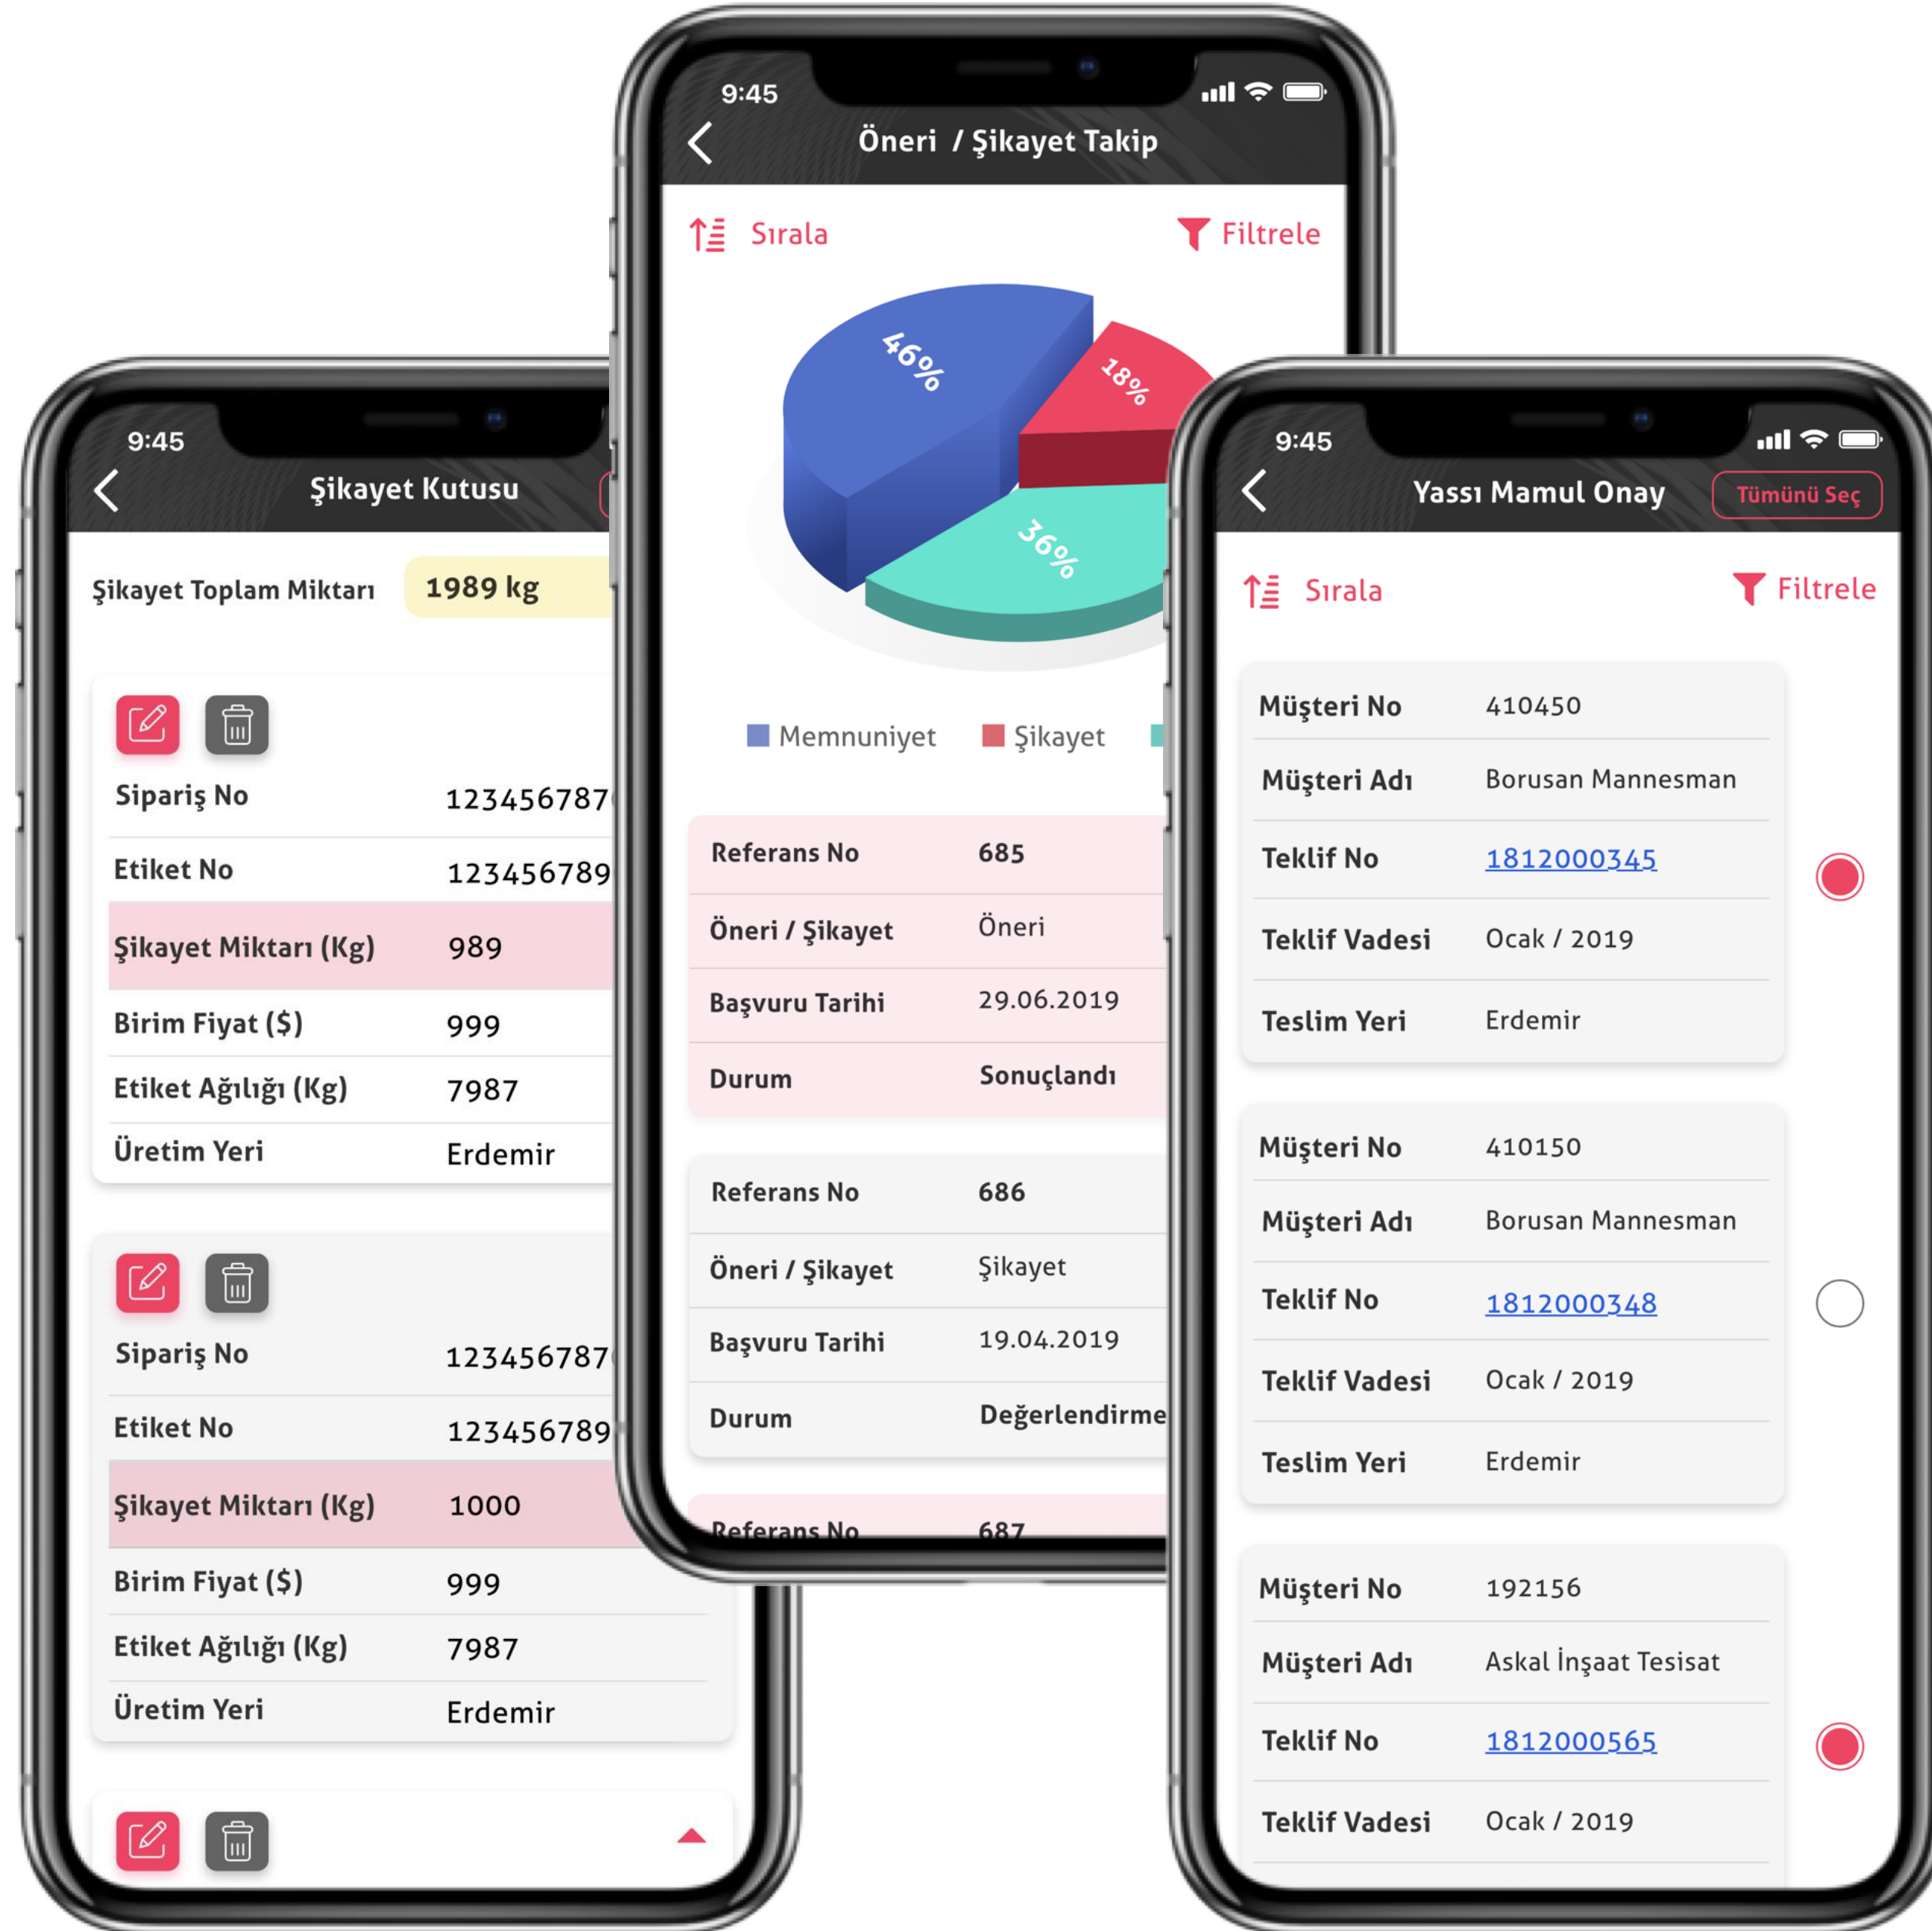 9:45
Şikayet Kutusu
Şikayet Toplam Miktarı 1989 kg
Sipariş No 123456787
Etiket No 123456789
Şikayet Miktarı (Kg) 989
Birim Fiyat ($) 999
Etiket Ağılığı (Kg) 7987
Üretim Yeri Erdemir
Sipariş No 123456787
Etiket No 123456789
Şikayet Miktarı (Kg) 1000
Birim Fiyat ($) 999
Etiket Ağılığı (Kg) 7987
Üretim Yeri Erdemir
9:45
Öneri / Şikayet Takip
Sırala Filtrele
46%
18%
36%
Memnuniyet Şikayet
Referans No 685
Öneri / Şikayet Öneri
Başvuru Tarihi 29.06.2019
Durum Sonuçlandı
Referans No 686
Öneri / Şikayet Şikayet
Başvuru Tarihi 19.04.2019
Durum Değerlendirme
Referans No 687
9:45
Yassı Mamul Onay Tümünü Seç
Sırala Filtrele
Müşteri No 410450
Müşteri Adı Borusan Mannesman
Teklif No 1812000345
Teklif Vadesi Ocak / 2019
Teslim Yeri Erdemir
Müşteri No 410150
Müşteri Adı Borusan Mannesman
Teklif No 1812000348
Teklif Vadesi Ocak / 2019
Teslim Yeri Erdemir
Müşteri No 192156
Müşteri Adı Askal İnşaat Tesisat
Teklif No 1812000565
Teklif Vadesi Ocak / 2019